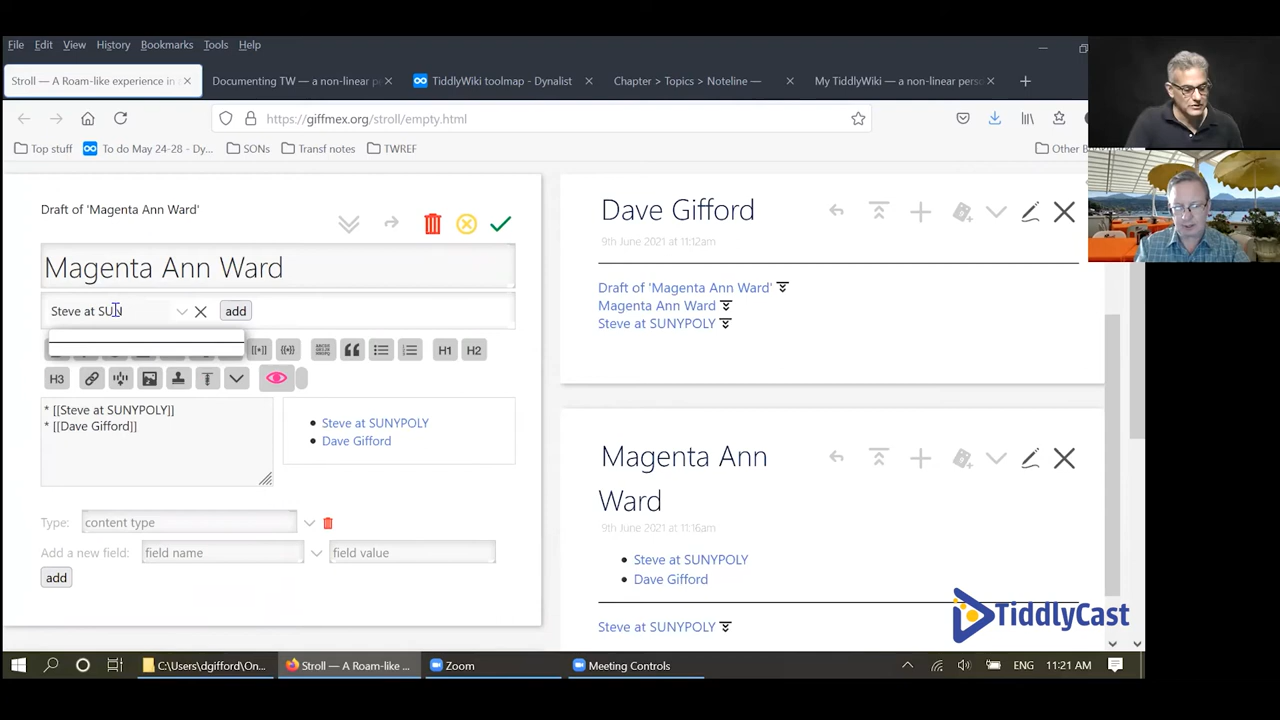 File Edit View History Bookmarks Tools Help
Stroll — A Roam-like experience in
Documenting TW — a non-linear pe
TiddlyWiki toolmap - Dynalist
Chapter > Topics > Noteline —
My TiddlyWiki — a non-linear perso
https://giffmex.org/stroll/empty.html
Top stuff
To do May 24-28 - Dy...
SONs
Transf notes
TWREF
Other Bookmarks
Draft of 'Magenta Ann Ward'
Magenta Ann Ward
Steve at SUN
add
H1 H2
H3
* [[Steve at SUNYPOLY]]
* [[Dave Gifford]]
Steve at SUNYPOLY
Dave Gifford
Type: content type
Add a new field: field name field value
add
Dave Gifford
9th June 2021 at 11:12am
Draft of 'Magenta Ann Ward'
Magenta Ann Ward
Steve at SUNYPOLY
Magenta Ann
Ward
9th June 2021 at 11:16am
Steve at SUNYPOLY
Dave Gifford
Steve at SUNYPOLY
TiddlyCast
C:\Users\dgifford\On...
Stroll — A Roam-like ...
Zoom
Meeting Controls
ENG
11:21 AM